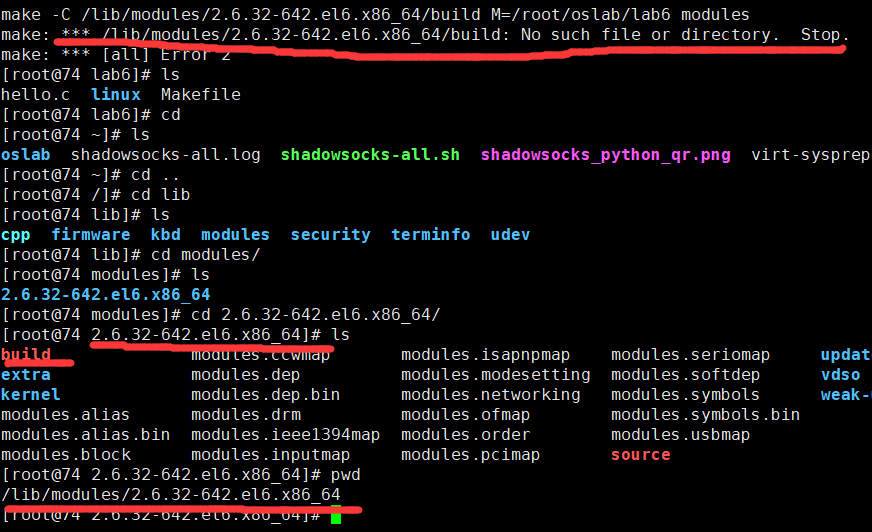 make -C /lib/modules/2.6.32-642.el6.x86_64/build M=/root/oslab/lab6 modules
make: *** /lib/modules/2.6.32-642.el6.x86_64/build: No such file or directory.  Stop.
make: *** [all] Error 2
[root@74 lab6]# ls
hello.c  linux  Makefile
[root@74 lab6]# cd
[root@74 ~]# ls
oslab  shadowsocks-all.log  shadowsocks-all.sh  shadowsocks_python_qr.png  virt-sysprep
[root@74 ~]# cd ..
[root@74 /]# cd lib
[root@74 lib]# ls
cpp  firmware  kbd  modules  security  terminfo  udev
[root@74 lib]# cd modules/
[root@74 modules]# ls
2.6.32-642.el6.x86_64
[root@74 modules]# cd 2.6.32-642.el6.x86_64/
[root@74 2.6.32-642.el6.x86_64]# ls
build              modules.ccwmap       modules.isapnpmap    modules.seriomap     updat
extra              modules.dep          modules.modesetting  modules.softdep      vdso
kernel             modules.dep.bin      modules.networking   modules.symbols      weak-
modules.alias      modules.drm          modules.ofmap        modules.symbols.bin
modules.alias.bin  modules.ieee1394map  modules.order        modules.usbmap
modules.block      modules.inputmap     modules.pcimap       source
[root@74 2.6.32-642.el6.x86_64]# pwd
/lib/modules/2.6.32-642.el6.x86_64
[root@74 2.6.32-642.el6.x86_64]#